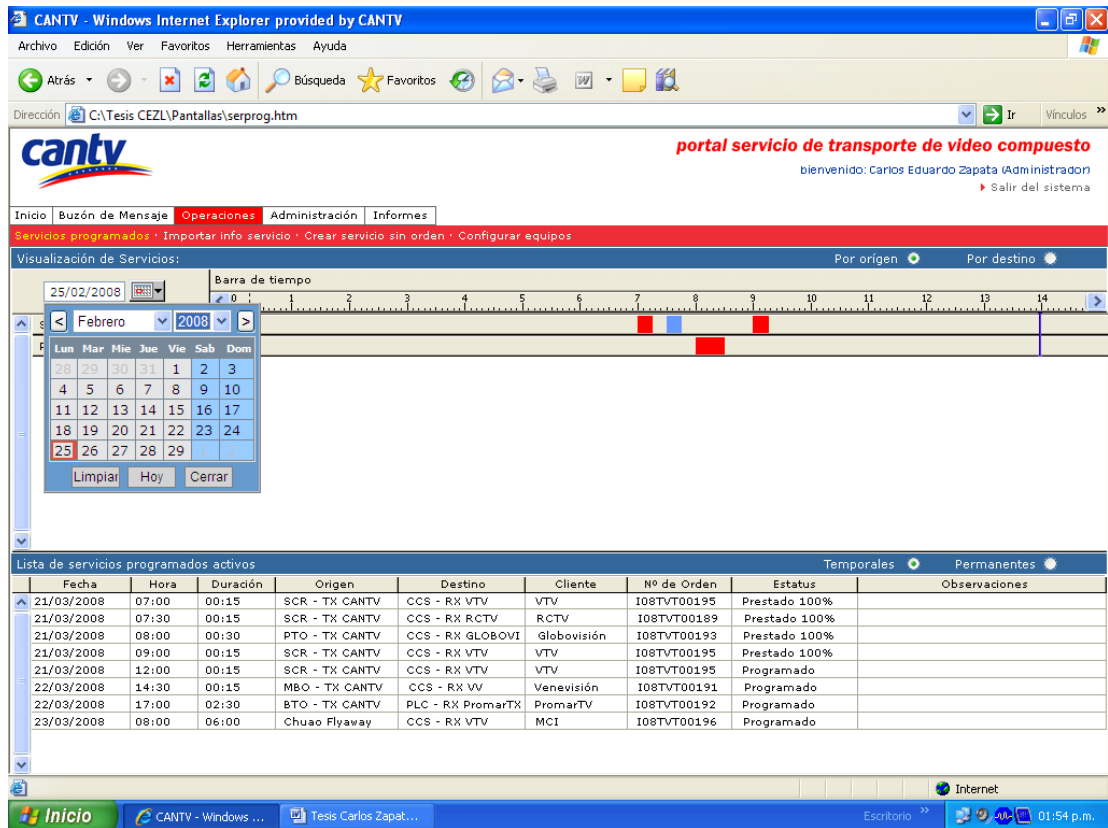 CANTV - Windows Internet Explorer provided by CANTV
Archivo Edición Ver Favoritos Herramientas Ayuda
Atrás Búsqueda Favoritos
Dirección C:\Tesis CEZL\Pantallas\serprog.htm Ir Vínculos »
cantv
portal servicio de transporte de video compuesto
bienvenido: Carlos Eduardo Zapata (Administrador)
Salir del sistema
Inicio Buzón de Mensaje Operaciones Administración Informes
Servicios programados · Importar info servicio · Crear servicio sin orden · Configurar equipos
Visualización de Servicios: Por orígen Por destino
25/02/2008 Barra de tiempo
0 1 2 3 4 5 6 7 8 9 10 11 12 13 14
< Febrero 2008 >
Lun Mar Mie Jue Vie Sab Dom
28 29 30 31 1 2 3
4 5 6 7 8 9 10
11 12 13 14 15 16 17
18 19 20 21 22 23 24
25 26 27 28 29 1 2
Limpiar Hoy Cerrar
Lista de servicios programados activos Temporales Permanentes
Fecha Hora Duración Origen Destino Cliente Nº de Orden Estatus Observaciones
21/03/2008 07:00 00:15 SCR - TX CANTV CCS - RX VTV VTV I08TVT00195 Prestado 100%
21/03/2008 07:30 00:15 SCR - TX CANTV CCS - RX RCTV RCTV I08TVT00189 Prestado 100%
21/03/2008 08:00 00:30 PTO - TX CANTV CCS - RX GLOBOVI Globovisión I08TVT00193 Prestado 100%
21/03/2008 09:00 00:15 SCR - TX CANTV CCS - RX VTV VTV I08TVT00195 Prestado 100%
21/03/2008 12:00 00:15 SCR - TX CANTV CCS - RX VTV VTV I08TVT00195 Programado
22/03/2008 14:30 00:15 MBO - TX CANTV CCS - RX VV Venevisión I08TVT00191 Programado
22/03/2008 17:00 02:30 BTO - TX CANTV PLC - RX PromarTX PromarTV I08TVT00192 Programado
23/03/2008 08:00 06:00 Chuao Flyaway CCS - RX VTV MCI I08TVT00196 Programado
Internet
Inicio CANTV - Windows ... Tesis Carlos Zapat... Escritorio » 01:54 p.m.